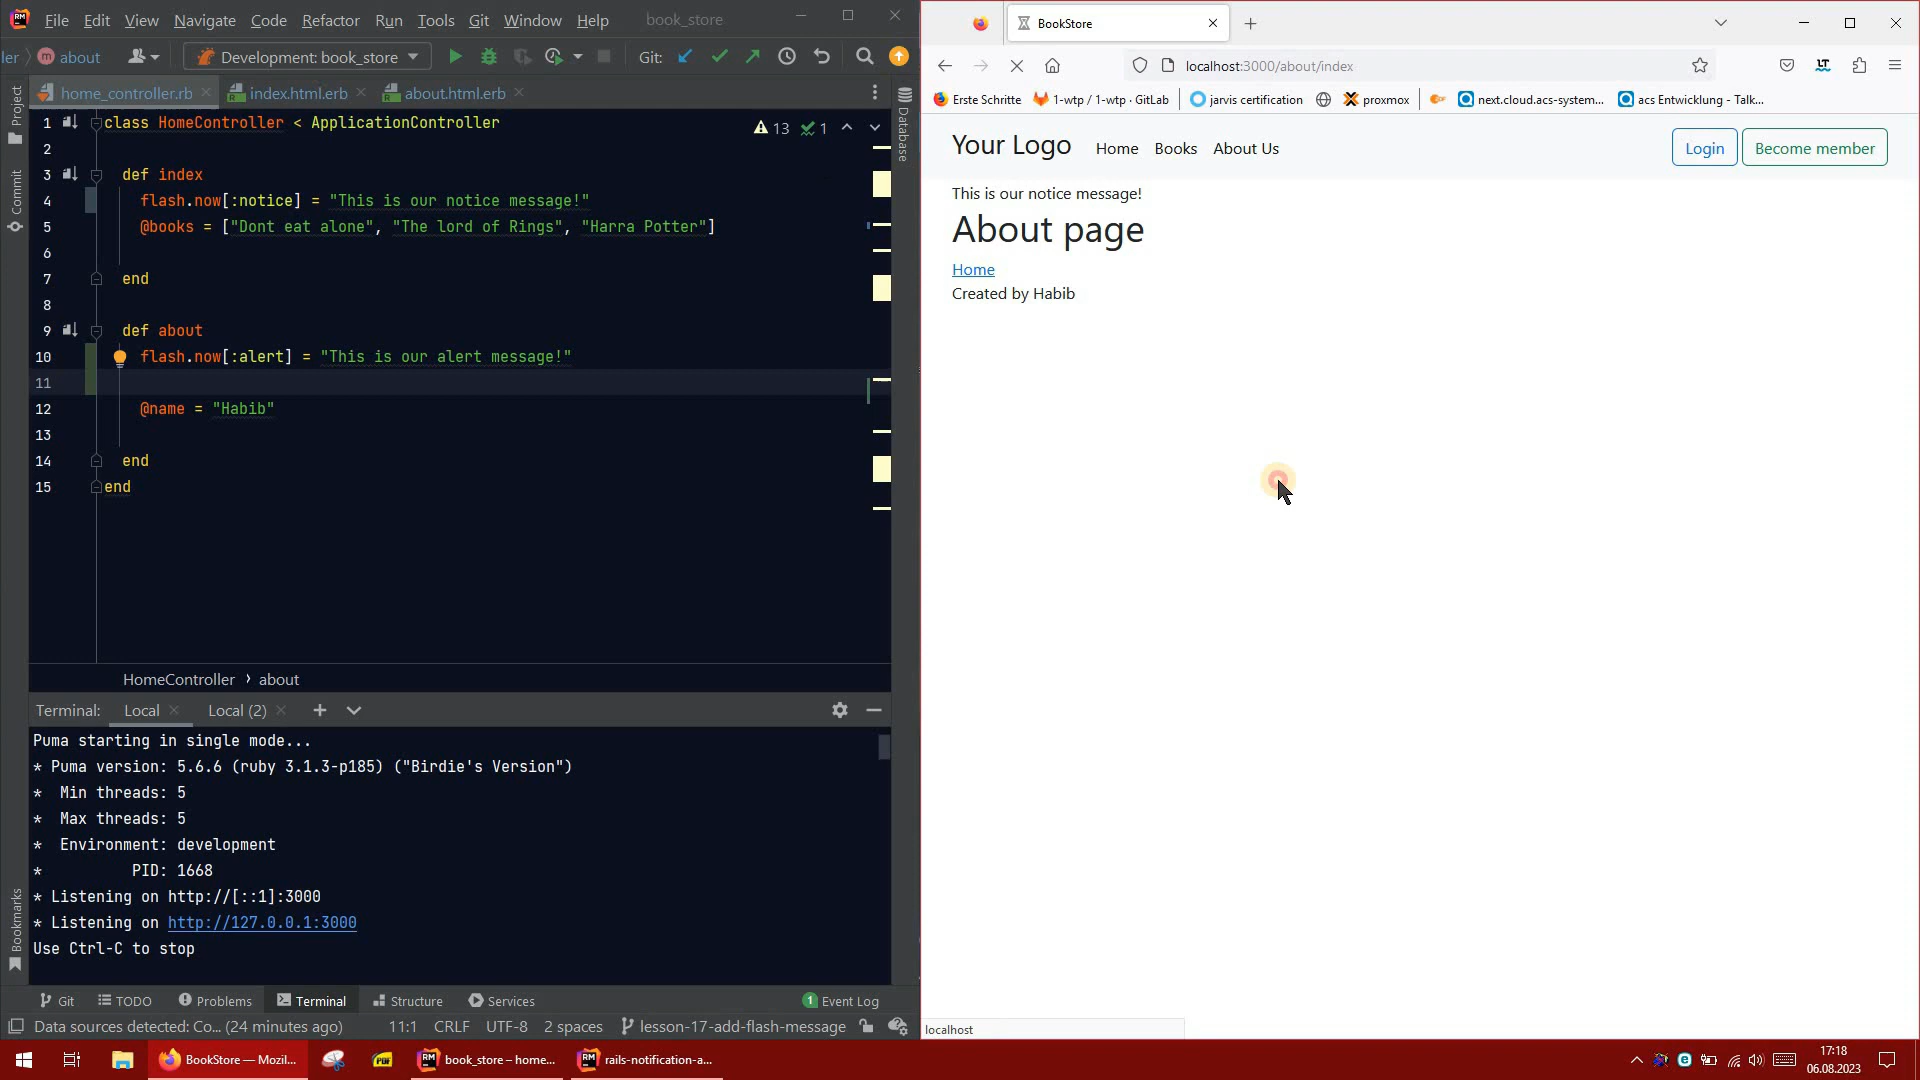 File Edit View Navigate Code Refactor Run Tools Git Window Help book_store
ler about Development: book_store Git:
home_controller.rb index.html.erb about.html.erb
Project
Commit
Bookmarks
Database
13 1
1 class HomeController < ApplicationController
2
3 def index
4 flash.now[:notice] = "This is our notice message!"
5 @books = ["Dont eat alone", "The lord of Rings", "Harra Potter"]
6
7 end
8
9 def about
10 flash.now[:alert] = "This is our alert message!"
11
12 @name = "Habib"
13
14 end
15 end
HomeController › about
Terminal: Local Local (2)
Puma starting in single mode...
* Puma version: 5.6.6 (ruby 3.1.3-p185) ("Birdie's Version")
* Min threads: 5
* Max threads: 5
* Environment: development
* PID: 1668
* Listening on http://[::1]:3000
* Listening on http://127.0.0.1:3000
Use Ctrl-C to stop
Git TODO Problems Terminal Structure Services 1 Event Log
Data sources detected: Co... (24 minutes ago) 11:1 CRLF UTF-8 2 spaces lesson-17-add-flash-message
BookStore
localhost:3000/about/index
LT
Erste Schritte 1-wtp / 1-wtp · GitLab jarvis certification proxmox next.cloud.acs-system... acs Entwicklung - Talk...
Your Logo Home Books About Us Login Become member
This is our notice message!
About page
Home
Created by Habib
localhost
BookStore — Mozil... PDF book_store – home... rails-notification-a...
17:18
06.08.2023